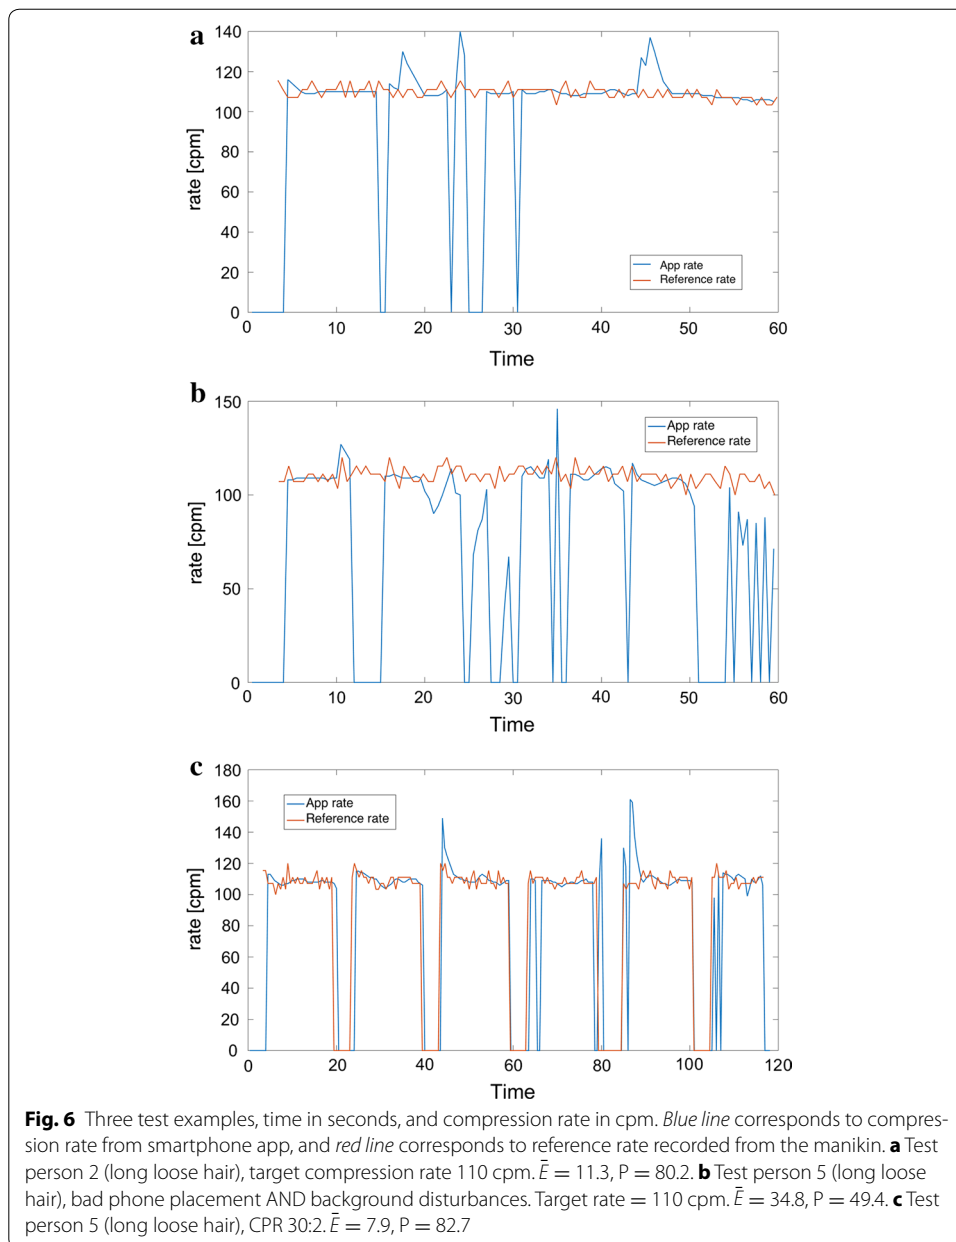 a
140
120
100
80
60
40
20
0
rate [cpm]
App rate
Reference rate
0 10 20 30 40 50 60
Time
b
150
100
50
0
rate [cpm]
App rate
Reference rate
0 10 20 30 40 50 60
Time
c
180
160
140
120
100
80
60
40
20
0
rate [cpm]
App rate
Reference rate
0 20 40 60 80 100 120
Time
Fig. 6 Three test examples, time in seconds, and compression rate in cpm. Blue line corresponds to compres-
sion rate from smartphone app, and red line corresponds to reference rate recorded from the manikin. a Test
person 2 (long loose hair), target compression rate 110 cpm. Ē = 11.3, P = 80.2. b Test person 5 (long loose
hair), bad phone placement AND background disturbances. Target rate = 110 cpm. Ē = 34.8, P = 49.4. c Test
person 5 (long loose hair), CPR 30:2. Ē = 7.9, P = 82.7